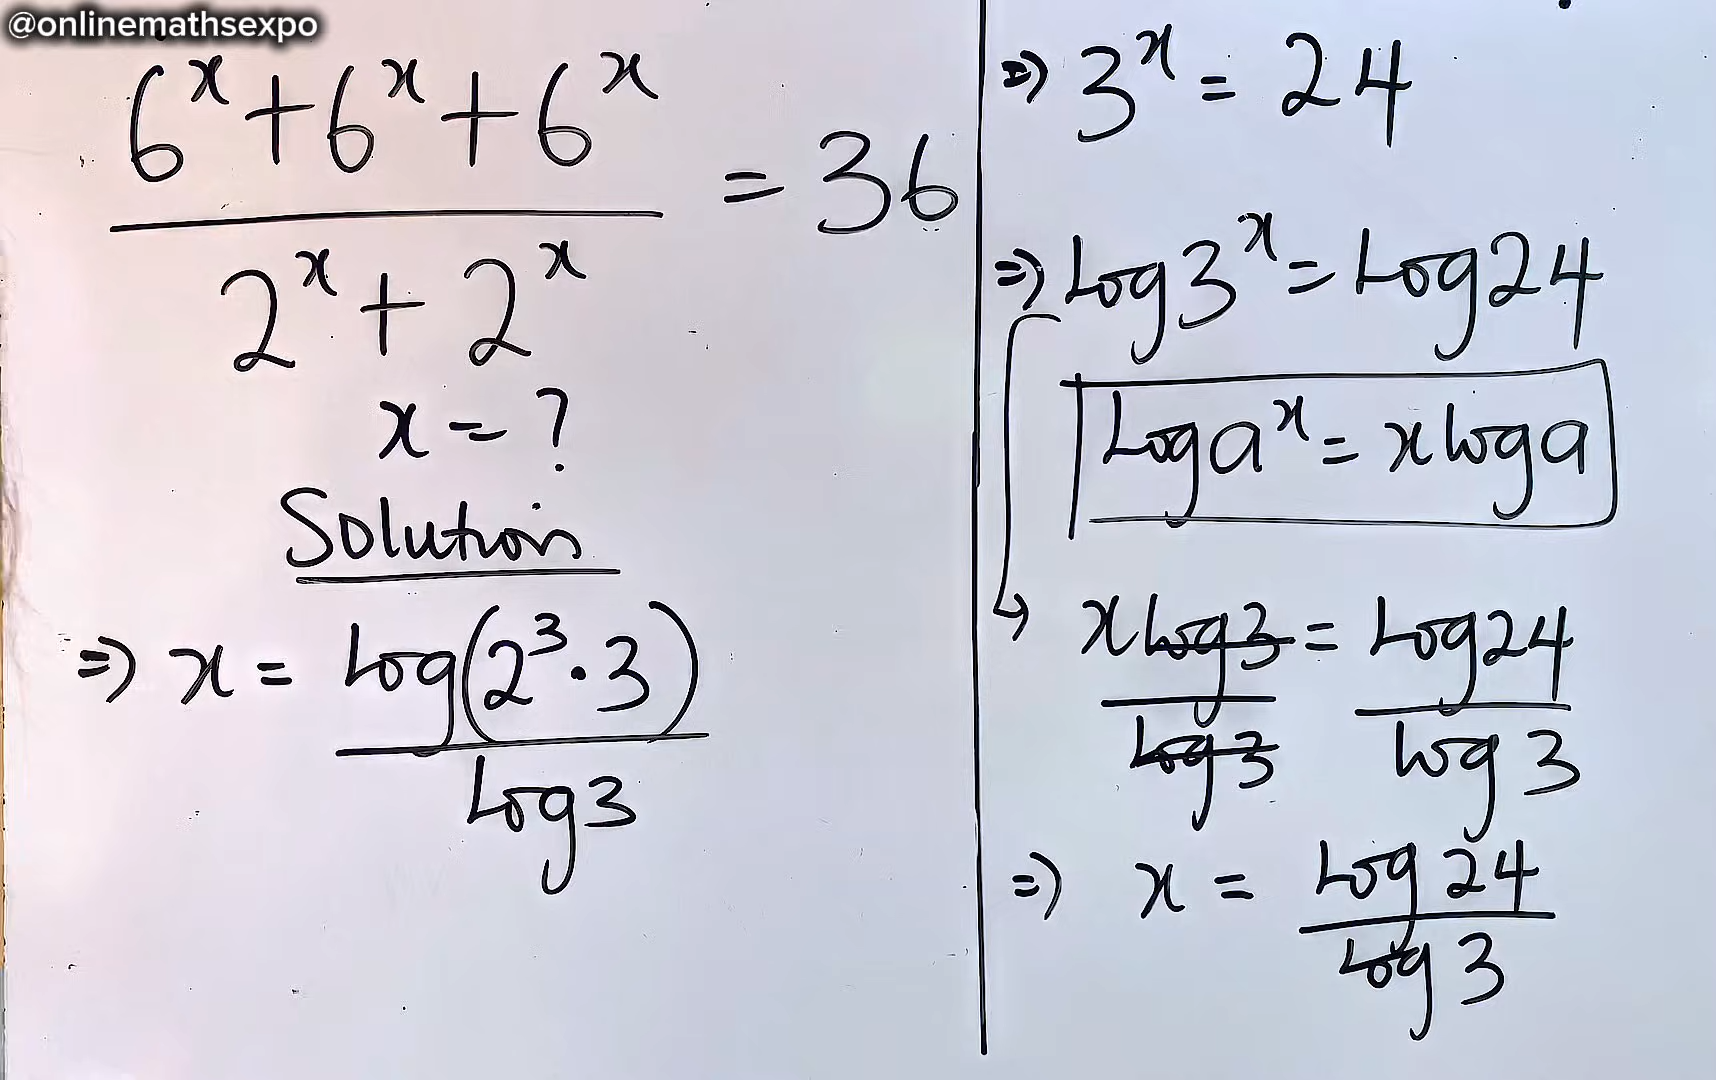 @onlinemathsexpo
6^x + 6^x + 6^x
2^x + 2^x
= 36
x = ?
Solution
⇒ x = Log(2^3 · 3)
Log3
⇒ 3^x = 24
⇒ Log3^x = Log24
Loga^x = xloga
xlog3 = Log24
Log3 log3
⇒ x = Log24
Log3